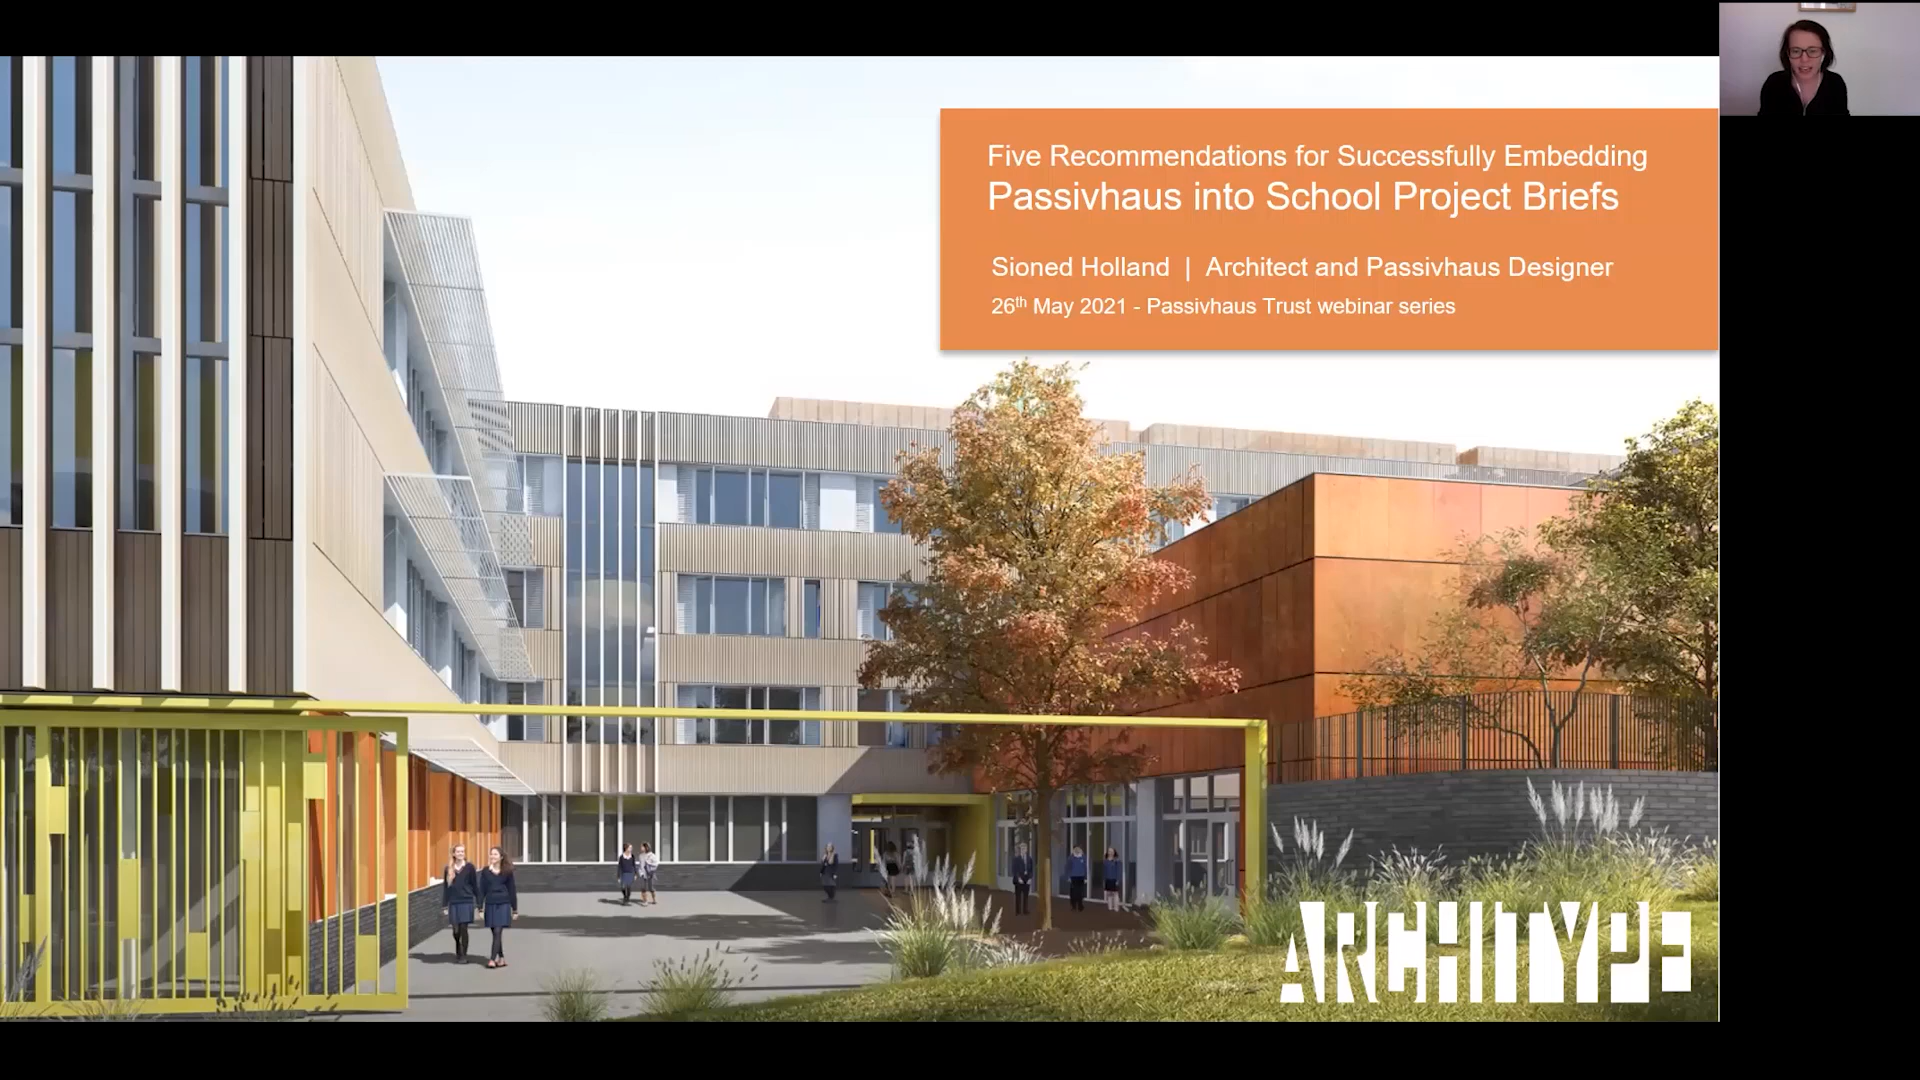 Five Recommendations for Successfully Embedding
Passivhaus into School Project Briefs
Sioned Holland | Architect and Passivhaus Designer
26th May 2021 - Passivhaus Trust webinar series
ARCHITYPE